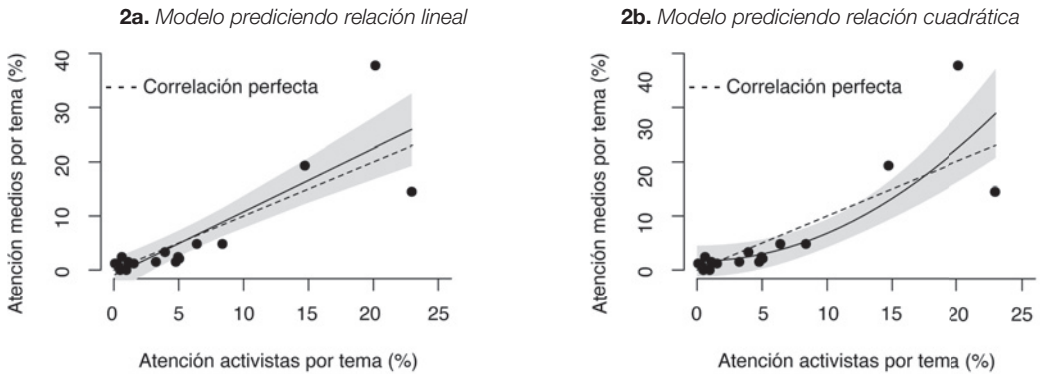 2a. Modelo prediciendo relación lineal
Atención medios por tema (%)
40
30
20
10
0
Correlación perfecta
0 5 10 15 20 25
Atención activistas por tema (%)
2b. Modelo prediciendo relación cuadrática
Atención medios por tema (%)
40
30
20
10
0
Correlación perfecta
0 5 10 15 20 25
Atención activistas por tema (%)